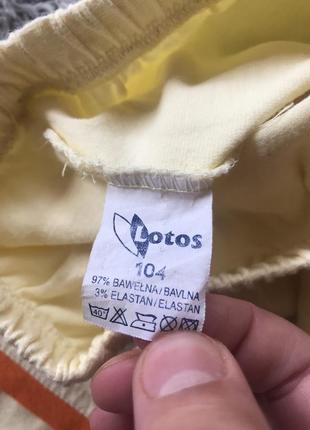 Lotos
104
97% BAWEŁNA/BAVLNA
3% ELASTAN/ELASTAN
40